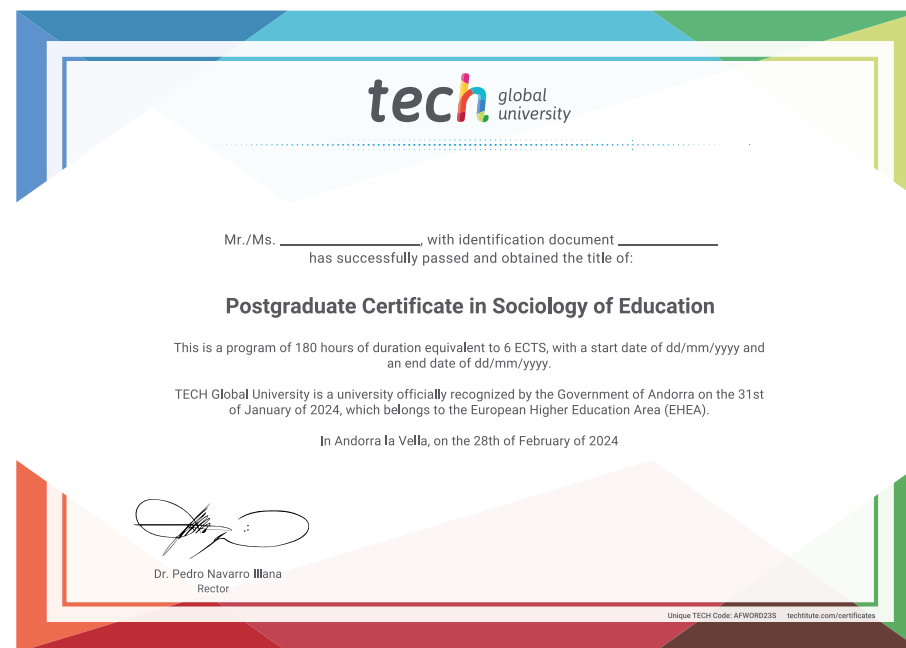 tech global university
Mr./Ms. ____________________, with identification document ______________
has successfully passed and obtained the title of:
Postgraduate Certificate in Sociology of Education
This is a program of 180 hours of duration equivalent to 6 ECTS, with a start date of dd/mm/yyyy and
an end date of dd/mm/yyyy.
TECH Global University is a university officially recognized by the Government of Andorra on the 31st
of January of 2024, which belongs to the European Higher Education Area (EHEA).
In Andorra la Vella, on the 28th of February of 2024
Dr. Pedro Navarro Illana
Rector
Unique TECH Code: AFWORD23S techtitute.com/certificates